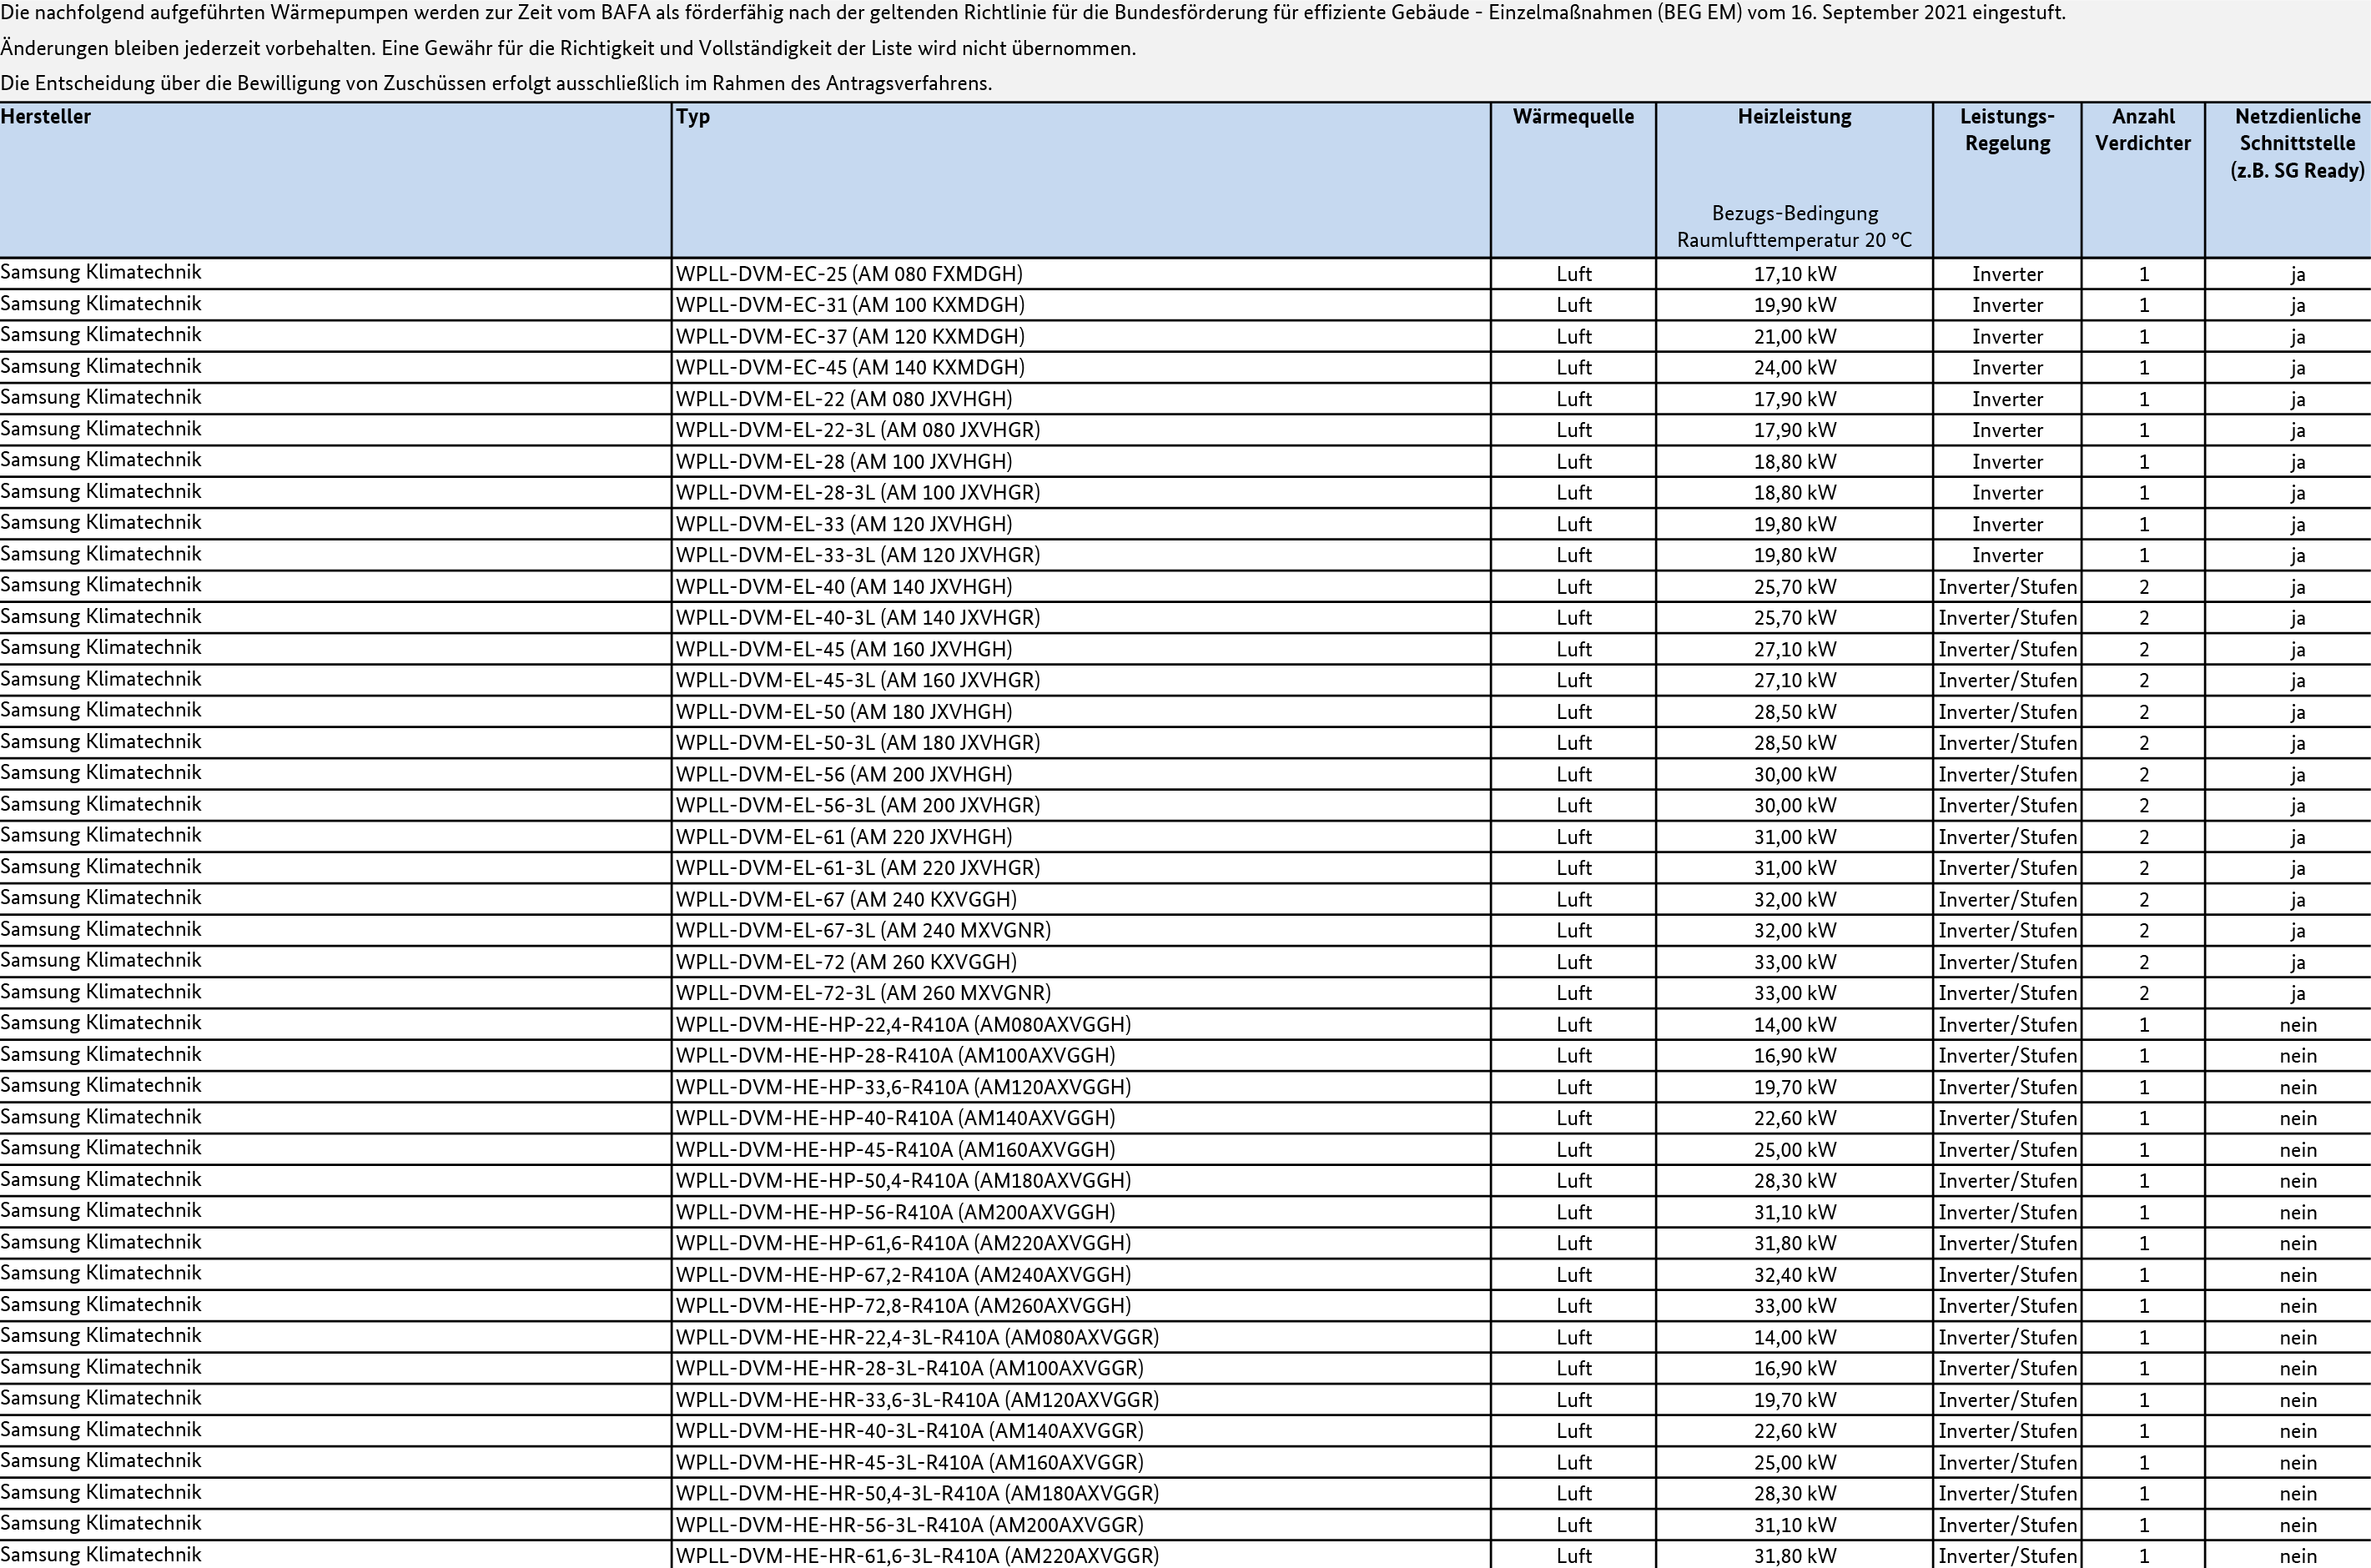 Die nachfolgend aufgeführten Wärmepumpen werden zur Zeit vom BAFA als förderfähig nach der geltenden Richtlinie für die Bundesförderung für effiziente Gebäude - Einzelmaßnahmen (BEG EM) vom 16. September 2021 eingestuft.
Änderungen bleiben jederzeit vorbehalten. Eine Gewähr für die Richtigkeit und Vollständigkeit der Liste wird nicht übernommen.
Die Entscheidung über die Bewilligung von Zuschüssen erfolgt ausschließlich im Rahmen des Antragsverfahrens.
Hersteller Typ Wärmequelle Heizleistung Leistungs- Anzahl Netzdienliche
Regelung Verdichter Schnittstelle
(z.B. SG Ready)
Bezugs-Bedingung
Raumlufttemperatur 20 °C
Samsung Klimatechnik WPLL-DVM-EC-25 (AM 080 FXMDGH) Luft 17,10 kW Inverter 1 ja
Samsung Klimatechnik WPLL-DVM-EC-31 (AM 100 KXMDGH) Luft 19,90 kW Inverter 1 ja
Samsung Klimatechnik WPLL-DVM-EC-37 (AM 120 KXMDGH) Luft 21,00 kW Inverter 1 ja
Samsung Klimatechnik WPLL-DVM-EC-45 (AM 140 KXMDGH) Luft 24,00 kW Inverter 1 ja
Samsung Klimatechnik WPLL-DVM-EL-22 (AM 080 JXVHGH) Luft 17,90 kW Inverter 1 ja
Samsung Klimatechnik WPLL-DVM-EL-22-3L (AM 080 JXVHGR) Luft 17,90 kW Inverter 1 ja
Samsung Klimatechnik WPLL-DVM-EL-28 (AM 100 JXVHGH) Luft 18,80 kW Inverter 1 ja
Samsung Klimatechnik WPLL-DVM-EL-28-3L (AM 100 JXVHGR) Luft 18,80 kW Inverter 1 ja
Samsung Klimatechnik WPLL-DVM-EL-33 (AM 120 JXVHGH) Luft 19,80 kW Inverter 1 ja
Samsung Klimatechnik WPLL-DVM-EL-33-3L (AM 120 JXVHGR) Luft 19,80 kW Inverter 1 ja
Samsung Klimatechnik WPLL-DVM-EL-40 (AM 140 JXVHGH) Luft 25,70 kW Inverter/Stufen 2 ja
Samsung Klimatechnik WPLL-DVM-EL-40-3L (AM 140 JXVHGR) Luft 25,70 kW Inverter/Stufen 2 ja
Samsung Klimatechnik WPLL-DVM-EL-45 (AM 160 JXVHGH) Luft 27,10 kW Inverter/Stufen 2 ja
Samsung Klimatechnik WPLL-DVM-EL-45-3L (AM 160 JXVHGR) Luft 27,10 kW Inverter/Stufen 2 ja
Samsung Klimatechnik WPLL-DVM-EL-50 (AM 180 JXVHGH) Luft 28,50 kW Inverter/Stufen 2 ja
Samsung Klimatechnik WPLL-DVM-EL-50-3L (AM 180 JXVHGR) Luft 28,50 kW Inverter/Stufen 2 ja
Samsung Klimatechnik WPLL-DVM-EL-56 (AM 200 JXVHGH) Luft 30,00 kW Inverter/Stufen 2 ja
Samsung Klimatechnik WPLL-DVM-EL-56-3L (AM 200 JXVHGR) Luft 30,00 kW Inverter/Stufen 2 ja
Samsung Klimatechnik WPLL-DVM-EL-61 (AM 220 JXVHGH) Luft 31,00 kW Inverter/Stufen 2 ja
Samsung Klimatechnik WPLL-DVM-EL-61-3L (AM 220 JXVHGR) Luft 31,00 kW Inverter/Stufen 2 ja
Samsung Klimatechnik WPLL-DVM-EL-67 (AM 240 KXVGGH) Luft 32,00 kW Inverter/Stufen 2 ja
Samsung Klimatechnik WPLL-DVM-EL-67-3L (AM 240 MXVGNR) Luft 32,00 kW Inverter/Stufen 2 ja
Samsung Klimatechnik WPLL-DVM-EL-72 (AM 260 KXVGGH) Luft 33,00 kW Inverter/Stufen 2 ja
Samsung Klimatechnik WPLL-DVM-EL-72-3L (AM 260 MXVGNR) Luft 33,00 kW Inverter/Stufen 2 ja
Samsung Klimatechnik WPLL-DVM-HE-HP-22,4-R410A (AM080AXVGGH) Luft 14,00 kW Inverter/Stufen 1 nein
Samsung Klimatechnik WPLL-DVM-HE-HP-28-R410A (AM100AXVGGH) Luft 16,90 kW Inverter/Stufen 1 nein
Samsung Klimatechnik WPLL-DVM-HE-HP-33,6-R410A (AM120AXVGGH) Luft 19,70 kW Inverter/Stufen 1 nein
Samsung Klimatechnik WPLL-DVM-HE-HP-40-R410A (AM140AXVGGH) Luft 22,60 kW Inverter/Stufen 1 nein
Samsung Klimatechnik WPLL-DVM-HE-HP-45-R410A (AM160AXVGGH) Luft 25,00 kW Inverter/Stufen 1 nein
Samsung Klimatechnik WPLL-DVM-HE-HP-50,4-R410A (AM180AXVGGH) Luft 28,30 kW Inverter/Stufen 1 nein
Samsung Klimatechnik WPLL-DVM-HE-HP-56-R410A (AM200AXVGGH) Luft 31,10 kW Inverter/Stufen 1 nein
Samsung Klimatechnik WPLL-DVM-HE-HP-61,6-R410A (AM220AXVGGH) Luft 31,80 kW Inverter/Stufen 1 nein
Samsung Klimatechnik WPLL-DVM-HE-HP-67,2-R410A (AM240AXVGGH) Luft 32,40 kW Inverter/Stufen 1 nein
Samsung Klimatechnik WPLL-DVM-HE-HP-72,8-R410A (AM260AXVGGH) Luft 33,00 kW Inverter/Stufen 1 nein
Samsung Klimatechnik WPLL-DVM-HE-HR-22,4-3L-R410A (AM080AXVGGR) Luft 14,00 kW Inverter/Stufen 1 nein
Samsung Klimatechnik WPLL-DVM-HE-HR-28-3L-R410A (AM100AXVGGR) Luft 16,90 kW Inverter/Stufen 1 nein
Samsung Klimatechnik WPLL-DVM-HE-HR-33,6-3L-R410A (AM120AXVGGR) Luft 19,70 kW Inverter/Stufen 1 nein
Samsung Klimatechnik WPLL-DVM-HE-HR-40-3L-R410A (AM140AXVGGR) Luft 22,60 kW Inverter/Stufen 1 nein
Samsung Klimatechnik WPLL-DVM-HE-HR-45-3L-R410A (AM160AXVGGR) Luft 25,00 kW Inverter/Stufen 1 nein
Samsung Klimatechnik WPLL-DVM-HE-HR-50,4-3L-R410A (AM180AXVGGR) Luft 28,30 kW Inverter/Stufen 1 nein
Samsung Klimatechnik WPLL-DVM-HE-HR-56-3L-R410A (AM200AXVGGR) Luft 31,10 kW Inverter/Stufen 1 nein
Samsung Klimatechnik WPLL-DVM-HE-HR-61,6-3L-R410A (AM220AXVGGR) Luft 31,80 kW Inverter/Stufen 1 nein